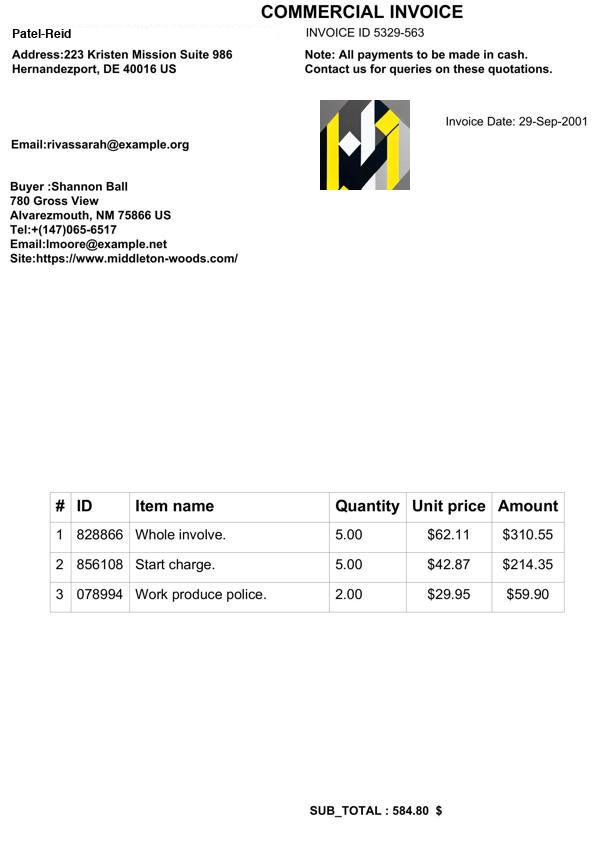 COMMERCIAL INVOICE
Patel-Reid
INVOICE ID 5329-563
Address:223 Kristen Mission Suite 986
Hernandezport, DE 40016 US
Note: All payments to be made in cash.
Contact us for queries on these quotations.
Invoice Date: 29-Sep-2001
Email:rivassarah@example.org
Buyer :Shannon Ball
780 Gross View
Alvarezmouth, NM 75866 US
Tel:+(147)065-6517
Email:lmoore@example.net
Site:https://www.middleton-woods.com/
# ID Item name Quantity Unit price Amount
1 828866 Whole involve. 5.00 $62.11 $310.55
2 856108 Start charge. 5.00 $42.87 $214.35
3 078994 Work produce police. 2.00 $29.95 $59.90
SUB_TOTAL : 584.80 $